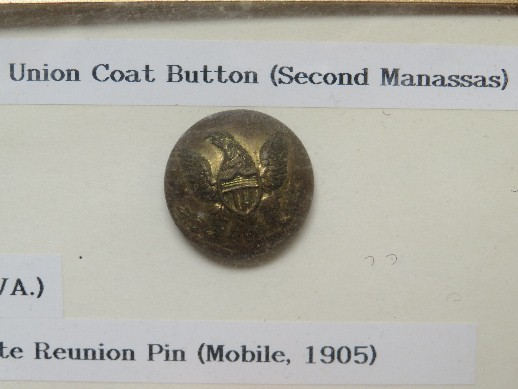 Union Coat Button (Second Manassas)
VA.)
te Reunion Pin (Mobile, 1905)